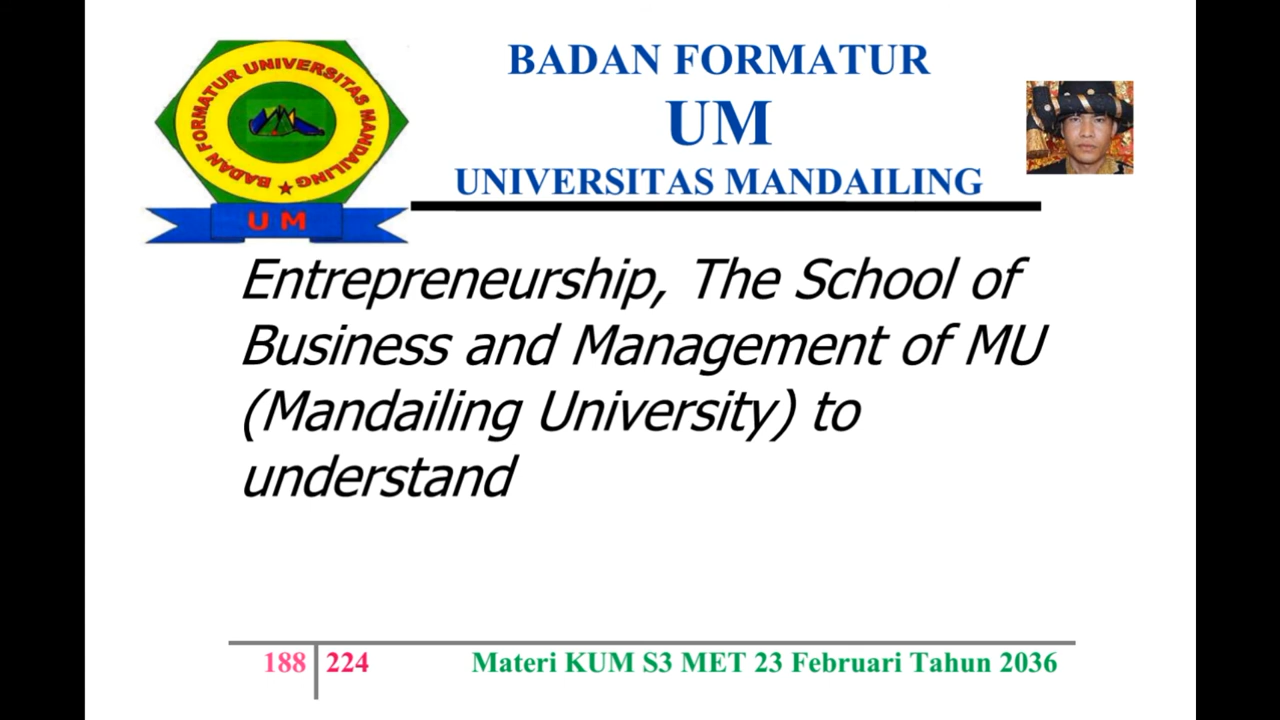 BADAN FORMATUR UNIVERSITAS MANDAILING
U M
BADAN FORMATUR
UM
UNIVERSITAS MANDAILING
Entrepreneurship, The School of
Business and Management of MU
(Mandailing University) to
understand
188 224 Materi KUM S3 MET 23 Februari Tahun 2036